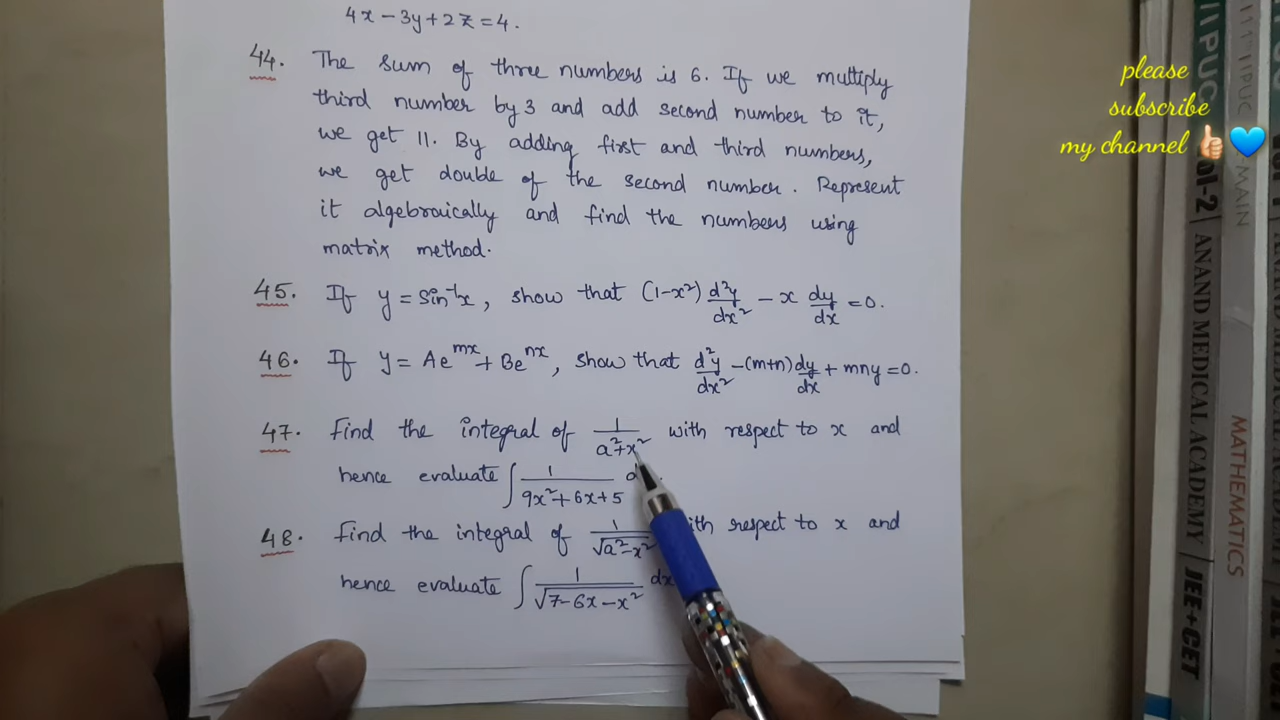 4x - 3y + 2z = 4.
44. The sum of three numbers is 6. If we multiply
third number by 3 and add second number to it,
we get 11. By adding first and third numbers,
we get double of the second number. Represent
it algebraically and find the numbers using
matrix method.
45. If y = Sin⁻¹x, show that (1-x²) d²y/dx² - x dy/dx = 0.
46. If y = Ae^mx + Be^nx, show that d²y/dx² - (m+n) dy/dx + mny = 0.
47. Find the integral of 1/(a²+x²) with respect to x and
hence evaluate ∫ 1/(9x²+6x+5)
48. Find the integral of 1/√(a²-x²) with respect to x and
hence evaluate ∫ 1/√(7-6x-x²) dx
please
subscribe
my channel 👍🏻💙
ANAND MEDICAL ACADEMY JEE+CET
MATHEMATICS